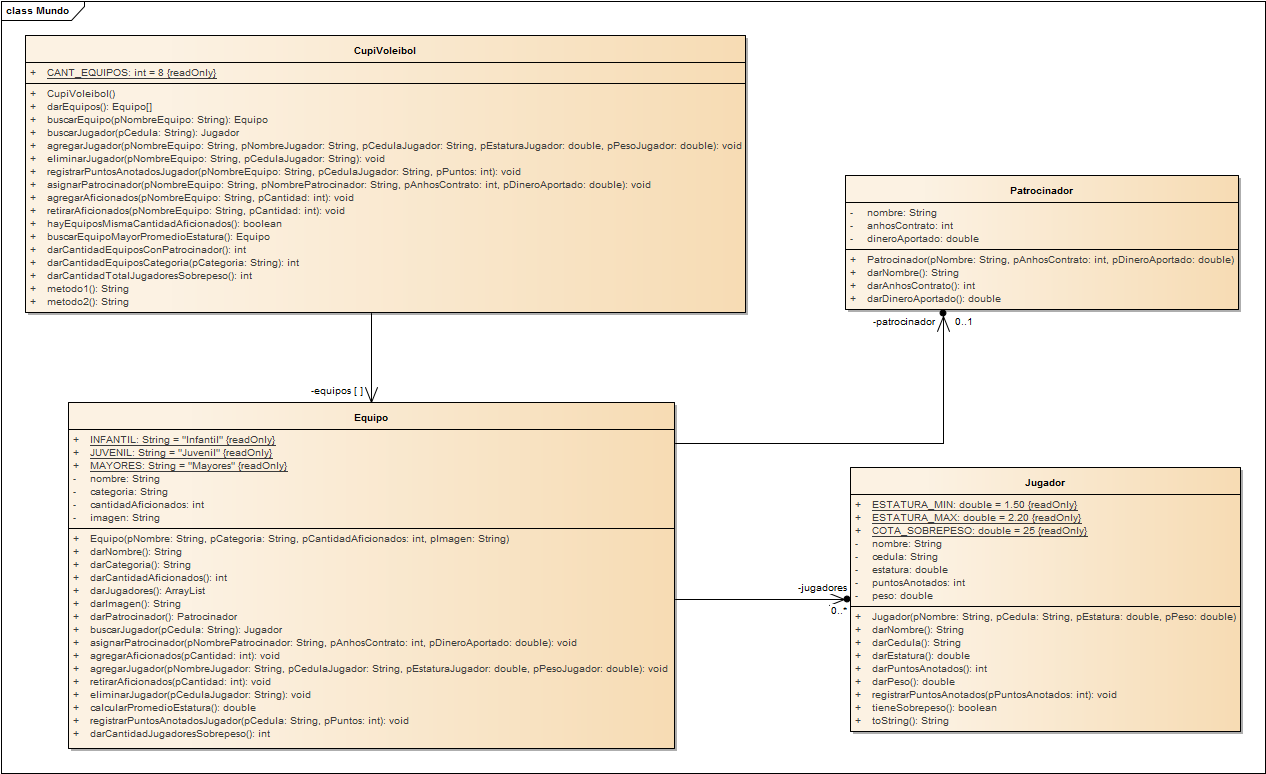 class Mundo
CupiVoleibol
+ CANT_EQUIPOS: int = 8 {readOnly}
+ CupiVoleibol()
+ darEquipos(): Equipo[]
+ buscarEquipo(pNombreEquipo: String): Equipo
+ buscarJugador(pCedula: String): Jugador
+ agregarJugador(pNombreEquipo: String, pNombreJugador: String, pCedulaJugador: String, pEstaturaJugador: double, pPesoJugador: double): void
+ eliminarJugador(pNombreEquipo: String, pCedulaJugador: String): void
+ registrarPuntosAnotadosJugador(pNombreEquipo: String, pCedulaJugador: String, pPuntos: int): void
+ asignarPatrocinador(pNombreEquipo: String, pNombrePatrocinador: String, pAnhosContrato: int, pDineroAportado: double): void
+ agregarAficionados(pNombreEquipo: String, pCantidad: int): void
+ retirarAficionados(pNombreEquipo: String, pCantidad: int): void
+ hayEquiposMismaCantidadAficionados(): boolean
+ buscarEquipoMayorPromedioEstatura(): Equipo
+ darCantidadEquiposConPatrocinador(): int
+ darCantidadEquiposCategoria(pCategoria: String): int
+ darCantidadTotalJugadoresSobrepeso(): int
+ metodo1(): String
+ metodo2(): String
Patrocinador
- nombre: String
- anhosContrato: int
- dineroAportado: double
+ Patrocinador(pNombre: String, pAnhosContrato: int, pDineroAportado: double)
+ darNombre(): String
+ darAnhosContrato(): int
+ darDineroAportado(): double
-patrocinador 0..1
-equipos [ ]
Equipo
+ INFANTIL: String = "Infantil" {readOnly}
+ JUVENIL: String = "Juvenil" {readOnly}
+ MAYORES: String = "Mayores" {readOnly}
- nombre: String
- categoria: String
- cantidadAficionados: int
- imagen: String
+ Equipo(pNombre: String, pCategoria: String, pCantidadAficionados: int, pImagen: String)
+ darNombre(): String
+ darCategoria(): String
+ darCantidadAficionados(): int
+ darJugadores(): ArrayList
+ darImagen(): String
+ darPatrocinador(): Patrocinador
+ buscarJugador(pCedula: String): Jugador
+ asignarPatrocinador(pNombrePatrocinador: String, pAnhosContrato: int, pDineroAportado: double): void
+ agregarAficionados(pCantidad: int): void
+ agregarJugador(pNombreJugador: String, pCedulaJugador: String, pEstaturaJugador: double, pPesoJugador: double): void
+ retirarAficionados(pCantidad: int): void
+ eliminarJugador(pCedulaJugador: String): void
+ calcularPromedioEstatura(): double
+ registrarPuntosAnotadosJugador(pCedula: String, pPuntos: int): void
+ darCantidadJugadoresSobrepeso(): int
-jugadores
0..*
Jugador
+ ESTATURA_MIN: double = 1.50 {readOnly}
+ ESTATURA_MAX: double = 2.20 {readOnly}
+ COTA_SOBREPESO: double = 25 {readOnly}
- nombre: String
- cedula: String
- estatura: double
- puntosAnotados: int
- peso: double
+ Jugador(pNombre: String, pCedula: String, pEstatura: double, pPeso: double)
+ darNombre(): String
+ darCedula(): String
+ darEstatura(): double
+ darPuntosAnotados(): int
+ darPeso(): double
+ registrarPuntosAnotados(pPuntosAnotados: int): void
+ tieneSobrepeso(): boolean
+ toString(): String